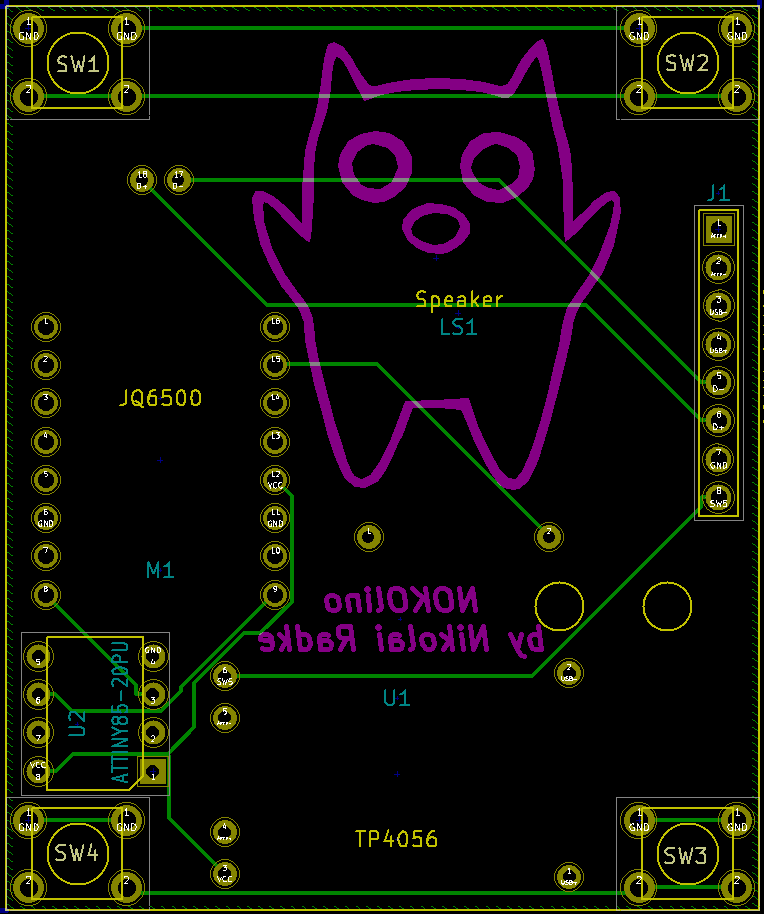 1 GND 1 GND 1 GND 1 GND
SW1 SW2
2 2 2 2
18 D+ 17 D-
J1
1
2
3 USB-
4 USB+
5 D-
6 D+
7 GND
8 SW5
Speaker
LS1
1 16
2 15
3 14
4 13
5 12 VCC
6 GND 11 GND
7 10
8 9
JQ6500
M1
1 2
NOKOlino
by Nikolai Radke
5 GND 4
6 3
7 2
VCC 8 1
U2
ATTINY85-20PU
6 SW5 2 USB-
5
U1
4
TP4056
3 VCC 1 USB+
1 GND 1 GND 1 GND 1 GND
SW4 SW3
2 2 2 2